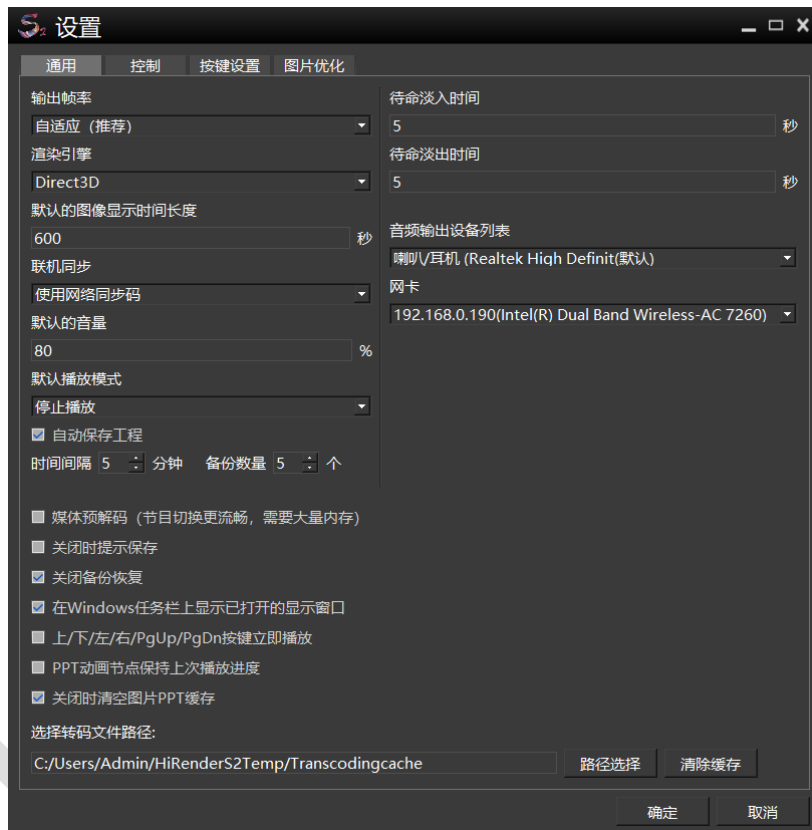 S2 设置
通用 控制 按键设置 图片优化
输出帧率
自适应（推荐）
渲染引擎
Direct3D
默认的图像显示时间长度
600 秒
联机同步
使用网络同步码
默认的音量
80 %
默认播放模式
停止播放
自动保存工程
时间间隔 5 分钟 备份数量 5 个
待命淡入时间
5 秒
待命淡出时间
5 秒
音频输出设备列表
喇叭/耳机 (Realtek High Definit(默认)
网卡
192.168.0.190(Intel(R) Dual Band Wireless-AC 7260)
媒体预解码（节目切换更流畅，需要大量内存）
关闭时提示保存
关闭备份恢复
在Windows任务栏上显示已打开的显示窗口
上/下/左/右/PgUp/PgDn按键立即播放
PPT动画节点保持上次播放进度
关闭时清空图片PPT缓存
选择转码文件路径:
C:/Users/Admin/HiRenderS2Temp/Transcodingcache 路径选择 清除缓存
确定 取消